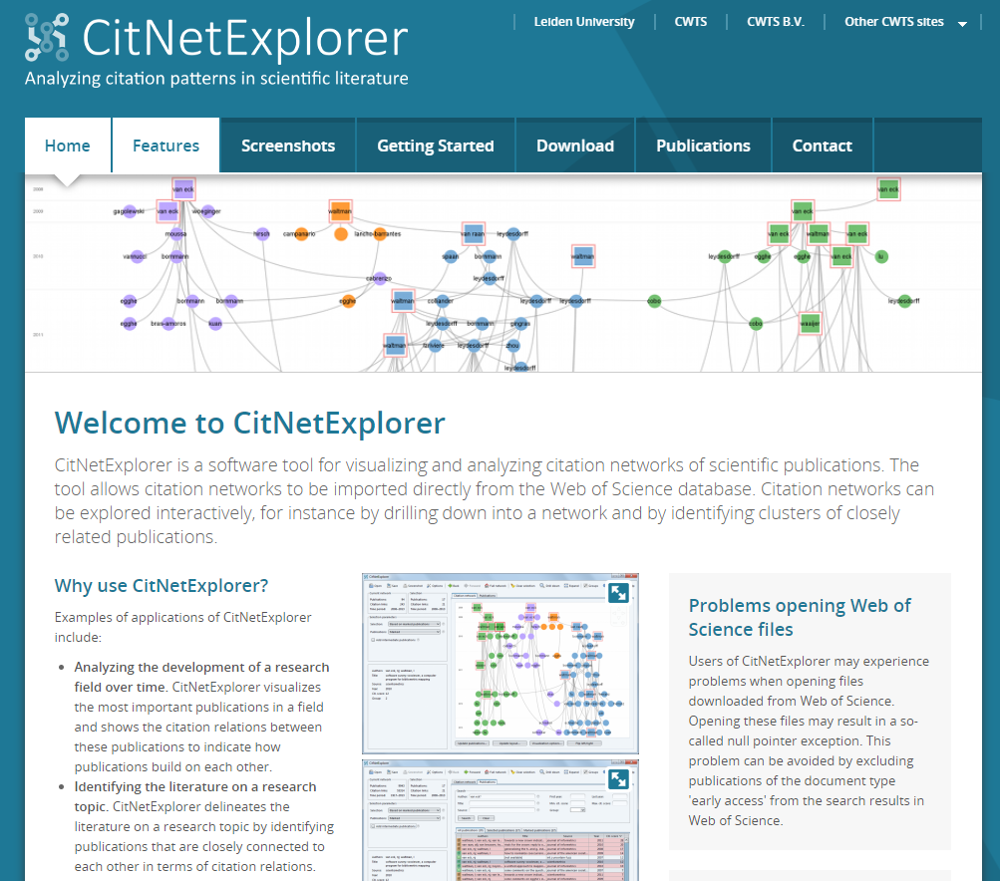 CitNetExplorer
Analyzing citation patterns in scientific literature
Leiden University
CWTS
CWTS B.V.
Other CWTS sites
Home
Features
Screenshots
Getting Started
Download
Publications
Contact
van eck
van eck
gagolewski van eck woeginger waltman van eck
moussa hirsch campanario lancho-barrantes van raan leydesdorff van eck waltman van eck
vannucci bornmann spaan bornmann waltman leydesdorff egghe egghe van eck lu
cabrerizo leydesdorff
egghe bornmann bornmann egghe waltman colliander leydesdorff leydesdorff cobo leydesdorff
egghe bras-amoros kuan leydesdorff bornmann pingras cobo waaijer
waltman lariviere leydesdorff zhou
leydesdorff
Welcome to CitNetExplorer
CitNetExplorer is a software tool for visualizing and analyzing citation networks of scientific publications. The
tool allows citation networks to be imported directly from the Web of Science database. Citation networks can
be explored interactively, for instance by drilling down into a network and by identifying clusters of closely
related publications.
Why use CitNetExplorer?
Examples of applications of CitNetExplorer
include:
• Analyzing the development of a research
field over time. CitNetExplorer visualizes
the most important publications in a field
and shows the citation relations between
these publications to indicate how
publications build on each other.
• Identifying the literature on a research
topic. CitNetExplorer delineates the
literature on a research topic by identifying
publications that are closely connected to
each other in terms of citation relations.
Problems opening Web of
Science files
Users of CitNetExplorer may experience
problems when opening files
downloaded from Web of Science.
Opening these files may result in a so-
called null pointer exception. This
problem can be avoided by excluding
publications of the document type
'early access' from the search results in
Web of Science.